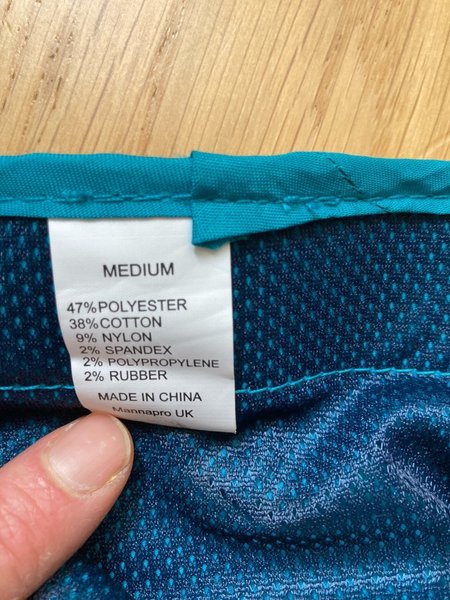 MEDIUM
47%POLYESTER
38%COTTON
9% NYLON
2% SPANDEX
2% POLYPROPYLENE
2% RUBBER
MADE IN CHINA
Mannapro UK